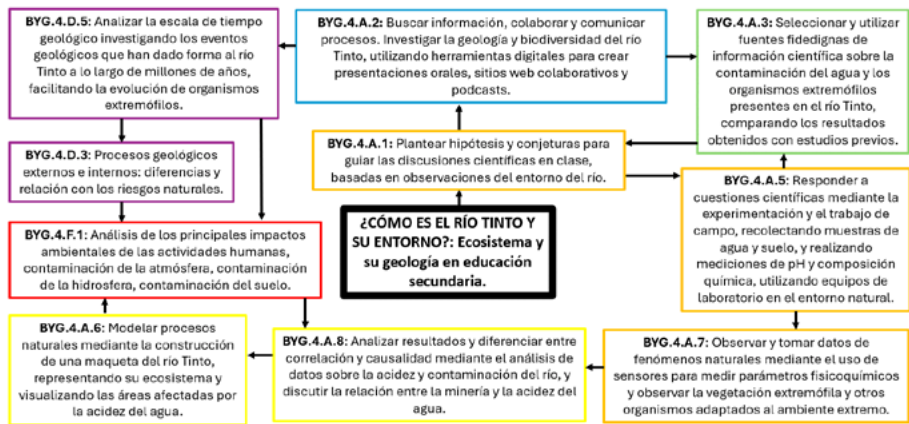 BYG.4.D.5: Analizar la escala de tiempo
geológico investigando los eventos
geológicos que han dado forma al río
Tinto a lo largo de millones de años,
facilitando la evolución de organismos
extremófilos.
BYG.4.A.2: Buscar información, colaborar y comunicar
procesos. Investigar la geología y biodiversidad del río
Tinto, utilizando herramientas digitales para crear
presentaciones orales, sitios web colaborativos y
podcasts.
BYG.4.A.3: Seleccionar y utilizar
fuentes fidedignas de
información científica sobre la
contaminación del agua y los
organismos extremófilos
presentes en el río Tinto,
comparando los resultados
obtenidos con estudios previos.
BYG.4.D.3: Procesos geológicos
externos e internos: diferencias y
relación con los riesgos naturales.
BYG.4.A.1: Plantear hipótesis y conjeturas para
guiar las discusiones científicas en clase,
basadas en observaciones del entorno del río.
BYG.4.A.5: Responder a
cuestiones científicas mediante la
experimentación y el trabajo de
campo, recolectando muestras de
agua y suelo, y realizando
mediciones de pH y composición
química, utilizando equipos de
laboratorio en el entorno natural.
BYG.4.F.1: Análisis de los principales impactos
ambientales de las actividades humanas,
contaminación de la atmósfera, contaminación de
la hidrosfera, contaminación del suelo.
¿CÓMO ES EL RÍO TINTO Y
SU ENTORNO?: Ecosistema y
su geología en educación
secundaria.
BYG.4.A.6: Modelar procesos
naturales mediante la construcción
de una maqueta del río Tinto,
representando su ecosistema y
visualizando las áreas afectadas por
la acidez del agua.
BYG.4.A.8: Analizar resultados y diferenciar entre
correlación y causalidad mediante el análisis de
datos sobre la acidez y contaminación del río, y
discutir la relación entre la minería y la acidez del
agua.
BYG.4.A.7: Observar y tomar datos de
fenómenos naturales mediante el uso de
sensores para medir parámetros fisicoquímicos
y observar la vegetación extremófila y otros
organismos adaptados al ambiente extremo.